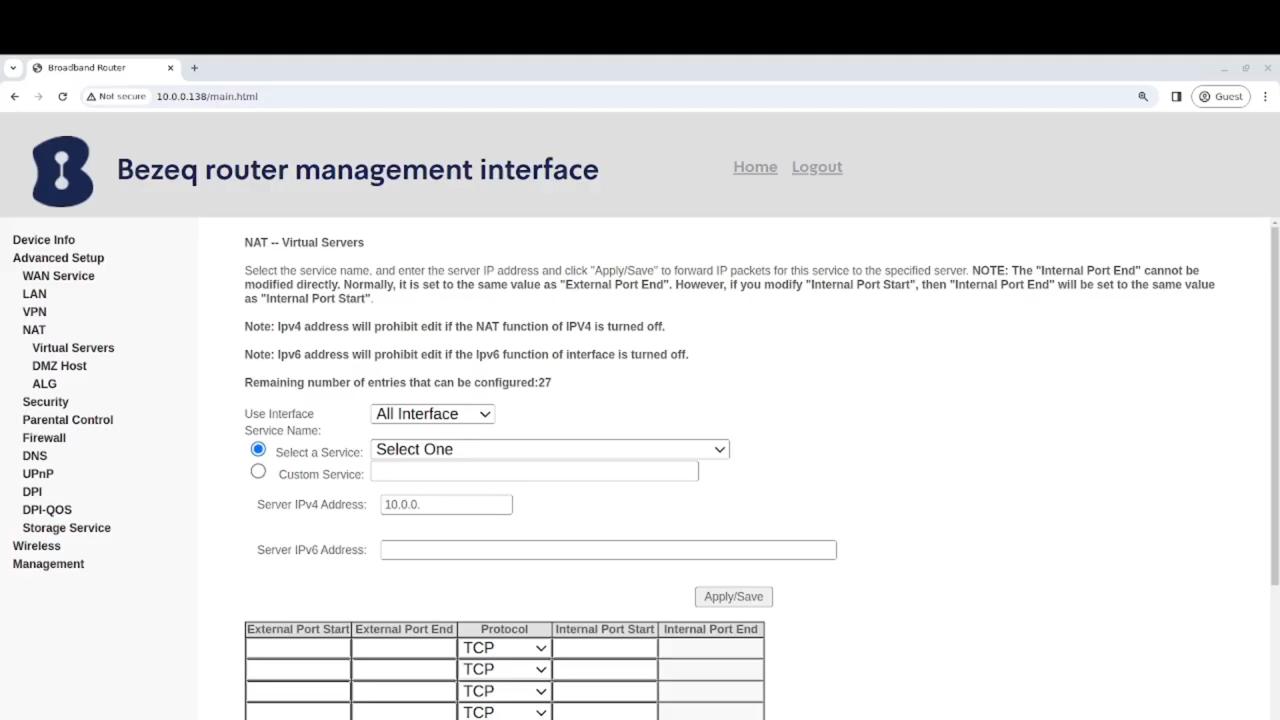 Broadband Router
Not secure 10.0.0.138/main.html
Guest
Bezeq router management interface
Home Logout
Device Info
Advanced Setup
WAN Service
LAN
VPN
NAT
Virtual Servers
DMZ Host
ALG
Security
Parental Control
Firewall
DNS
UPnP
DPI
DPI-QOS
Storage Service
Wireless
Management
NAT -- Virtual Servers
Select the service name, and enter the server IP address and click "Apply/Save" to forward IP packets for this service to the specified server. NOTE: The "Internal Port End" cannot be
modified directly. Normally, it is set to the same value as "External Port End". However, if you modify "Internal Port Start", then "Internal Port End" will be set to the same value
as "Internal Port Start".
Note: Ipv4 address will prohibit edit if the NAT function of IPV4 is turned off.
Note: Ipv6 address will prohibit edit if the Ipv6 function of interface is turned off.
Remaining number of entries that can be configured:27
Use Interface All Interface
Service Name:
Select a Service: Select One
Custom Service:
Server IPv4 Address: 10.0.0.
Server IPv6 Address:
Apply/Save
External Port Start External Port End Protocol Internal Port Start Internal Port End
TCP
TCP
TCP
TCP